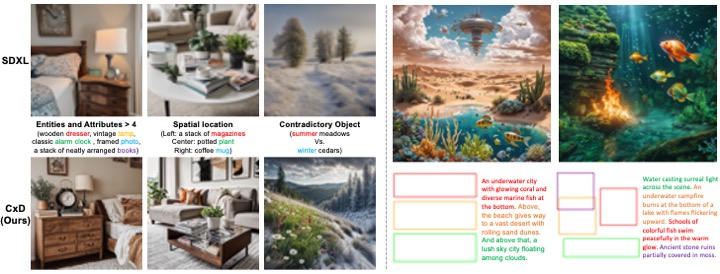 SDXL
Entities and Attributes > 4
(wooden dresser, vintage lamp,
classic alarm clock , framed photo,
a stack of neatly arranged books)
Spatial location
(Left: a stack of magazines
Center: potted plant
Right: coffee mug)
Contradictory Object
(summer meadows
Vs.
winter cedars)
CxD
(Ours)
An underwater city
with glowing coral and
diverse marine fish at
the bottom. Above,
the beach gives way
to a vast desert with
rolling sand dunes.
And above that, a
lush sky city floating
among clouds.
Water casting surreal light
across the scene. An
underwater campfire
burns at the bottom of a
lake with flames flickering
upward. Schools of
colorful fish swim
peacefully in the warm
glow. Ancient stone ruins
partially covered in moss.